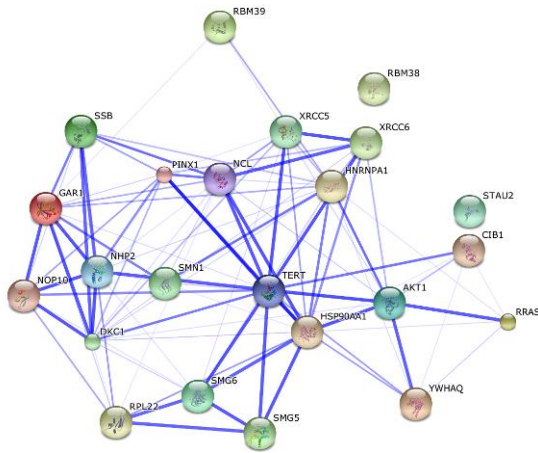 RBM39
RBM38
SSB
XRCC5
XRCC6
PINX1
NCL
HNRNPA1
GAR1
STAU2
CIB1
NHP2
SMN1
TERT
NOP10
AKT1
HSP90AA1
RRAS
DKC1
SMG6
YWHAQ
RPL22
SMG5